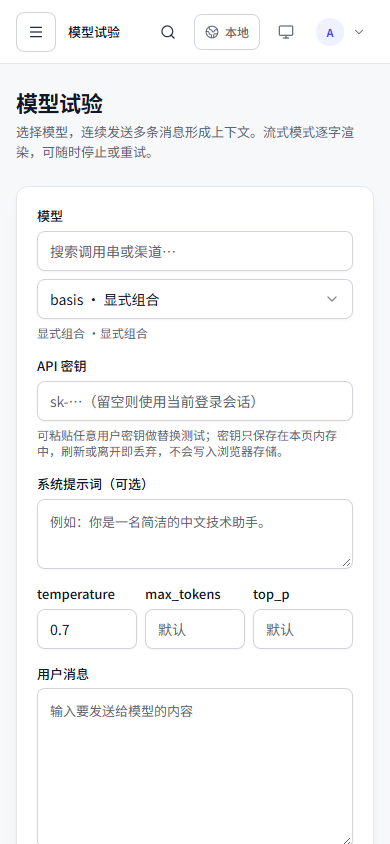 模型试验
本地
A
模型试验
选择模型，连续发送多条消息形成上下文。流式模式逐字渲
染，可随时停止或重试。
模型
搜索调用串或渠道…
basis · 显式组合
显式组合 · 显式组合
API 密钥
sk-…（留空则使用当前登录会话）
可粘贴任意用户密钥做替换测试；密钥只保存在本页内存
中，刷新或离开即丢弃，不会写入浏览器存储。
系统提示词（可选）
例如：你是一名简洁的中文技术助手。
temperature max_tokens top_p
0.7 默认 默认
用户消息
输入要发送给模型的内容